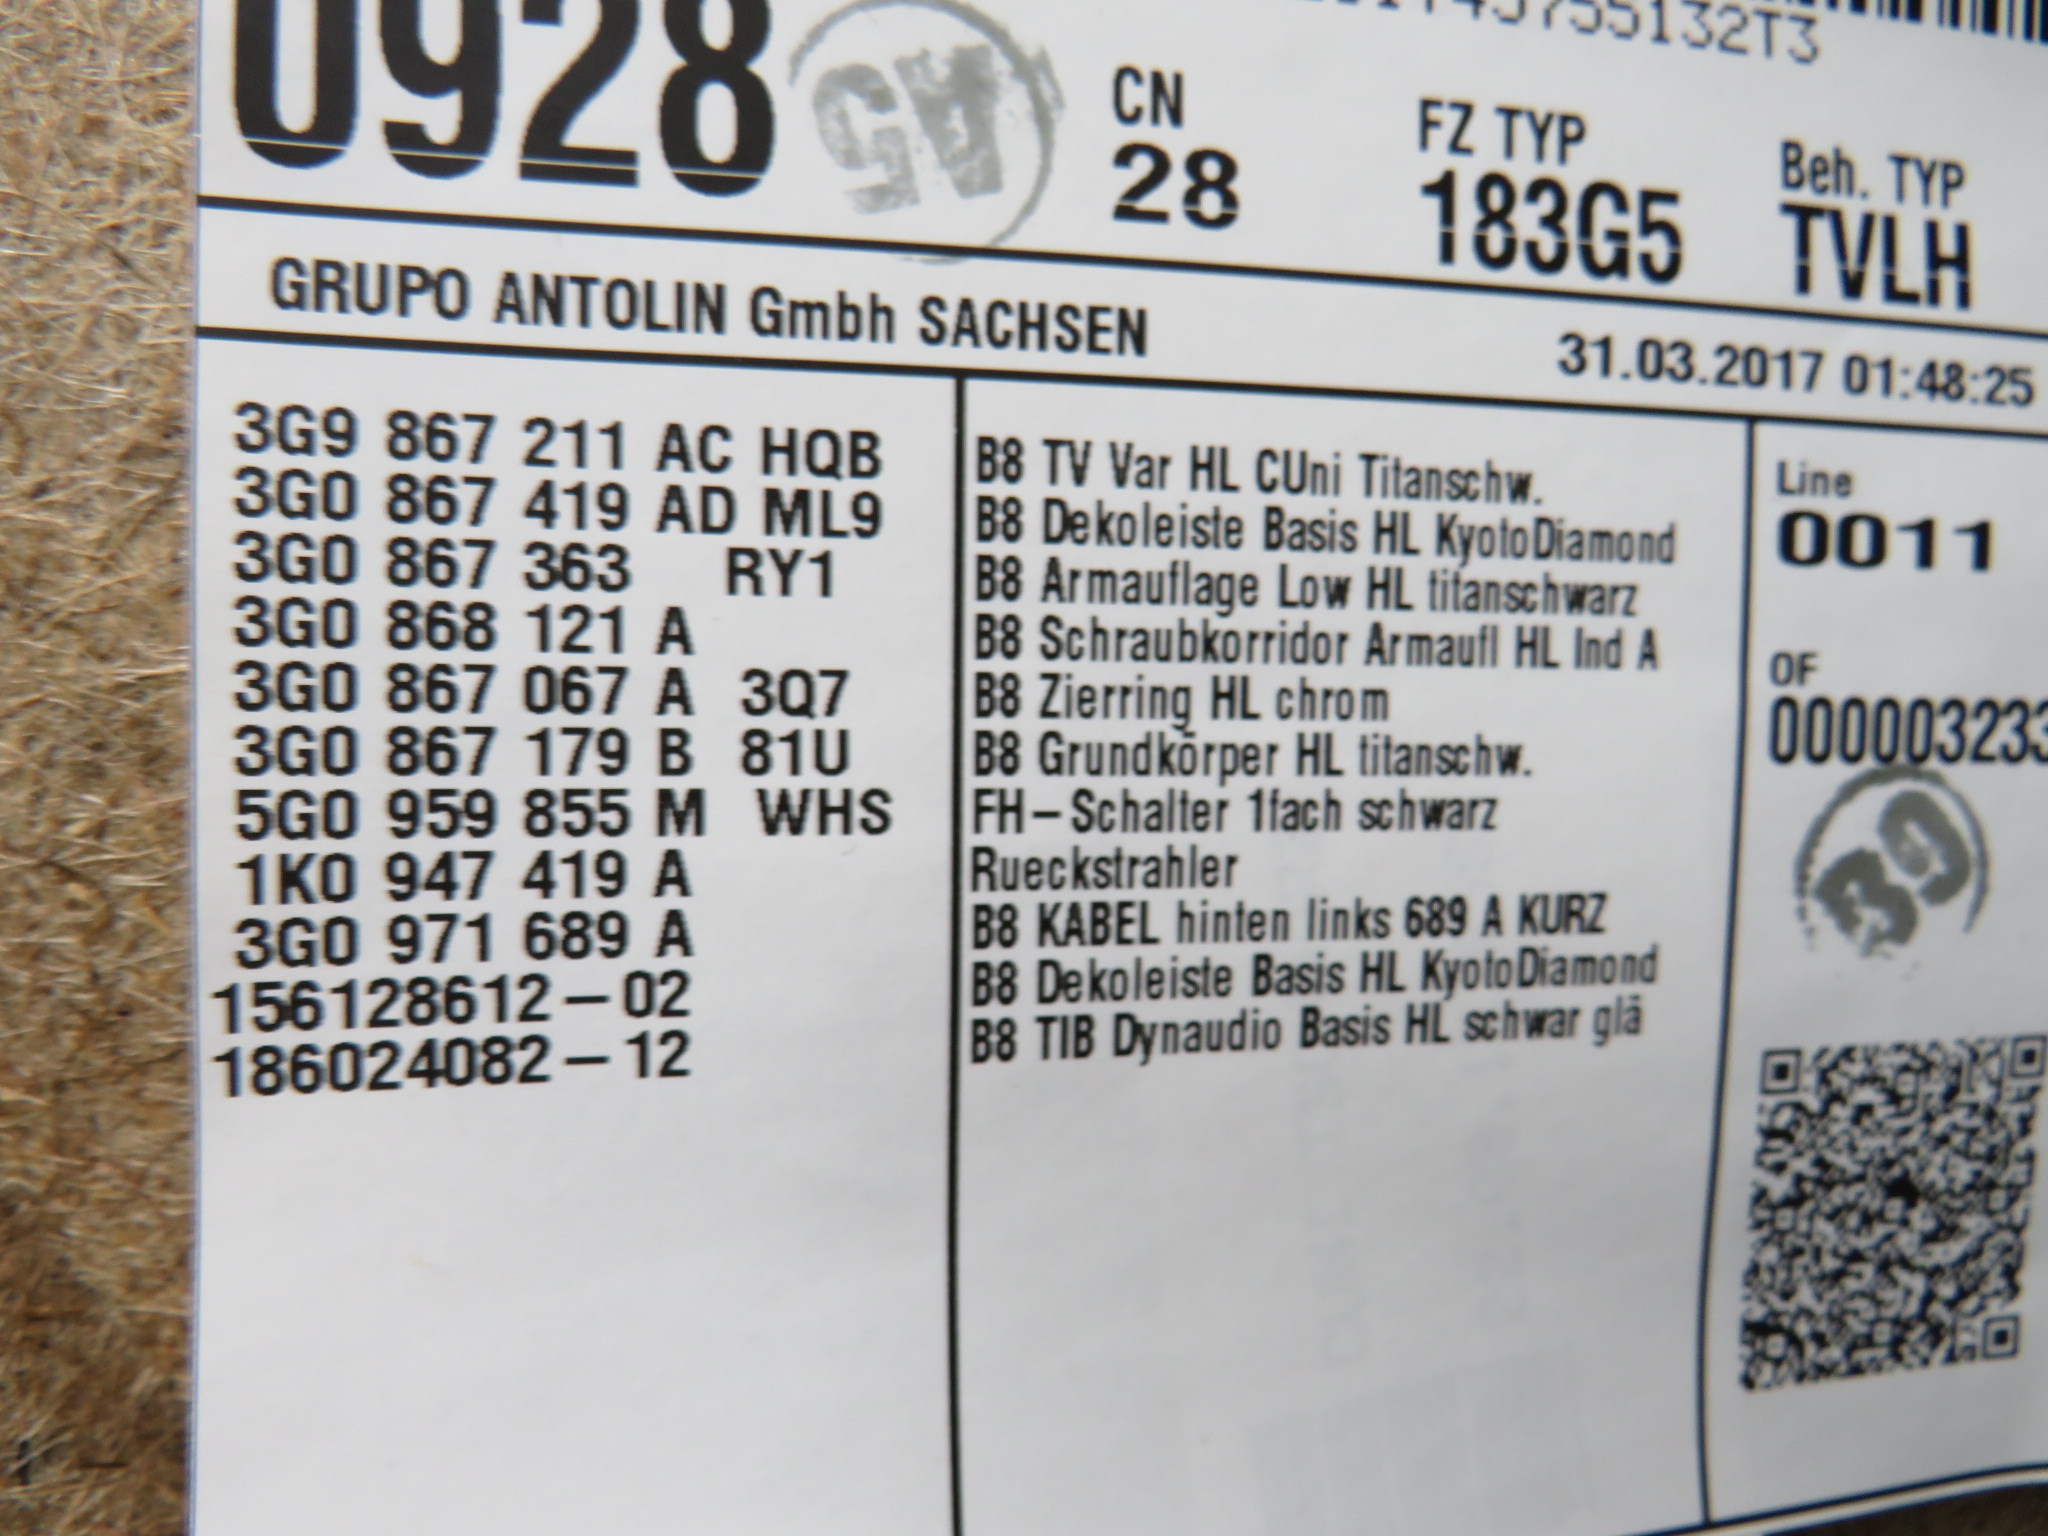 0928
45
5132T3
CN
28
FZ TYP
183G5
Beh. TYP
TVLH
GRUPO ANTOLIN Gmbh SACHSEN
31.03.2017 01:48:25
3G9 867 211 AC HQB B8 TV Var HL CUni Titanschw.
3G0 867 419 AD ML9 B8 Dekoleiste Basis HL KyotoDiamond
3G0 867 363 RY1 B8 Armauflage Low HL titanschwarz
3G0 868 121 A B8 Schraubkorridor Armaufl HL Ind A
3G0 867 067 A 3Q7 B8 Zierring HL chrom
3G0 867 179 B 81U B8 Grundkörper HL titanschw.
5G0 959 855 M WHS FH-Schalter 1fach schwarz
1K0 947 419 A Rueckstrahler
3G0 971 689 A B8 KABEL hinten links 689 A KURZ
156128612-02 B8 Dekoleiste Basis HL KyotoDiamond
186024082-12 B8 TIB Dynaudio Basis HL schwar glä
Line
0011
OF
000003233
B9